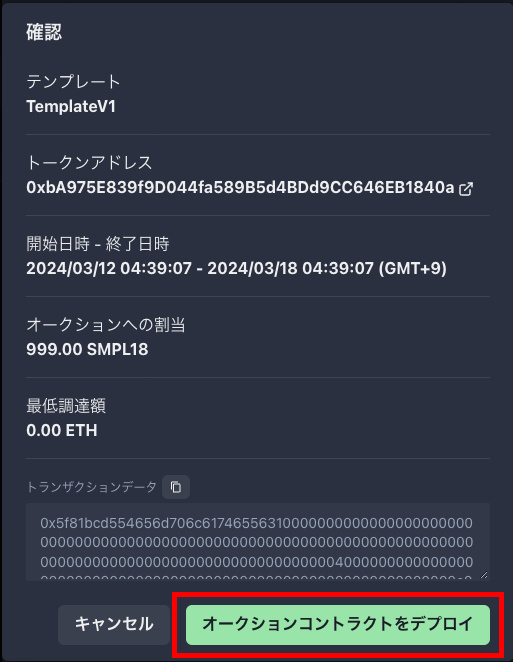 確認
テンプレート
TemplateV1
トークンアドレス
0xbA975E839f9D044fa589B5d4BDd9CC646EB1840a
開始日時 - 終了日時
2024/03/12 04:39:07 - 2024/03/18 04:39:07 (GMT+9)
オークションへの割当
999.00 SMPL18
最低調達額
0.00 ETH
トランザクションデータ
0x5f81bcd554656d706c6174655631000000000000000000000000
000000000000000000000000000000000000000000000000000000
000000000000000000000000000000000000400000000000000000
キャンセル
オークションコントラクトをデプロイ